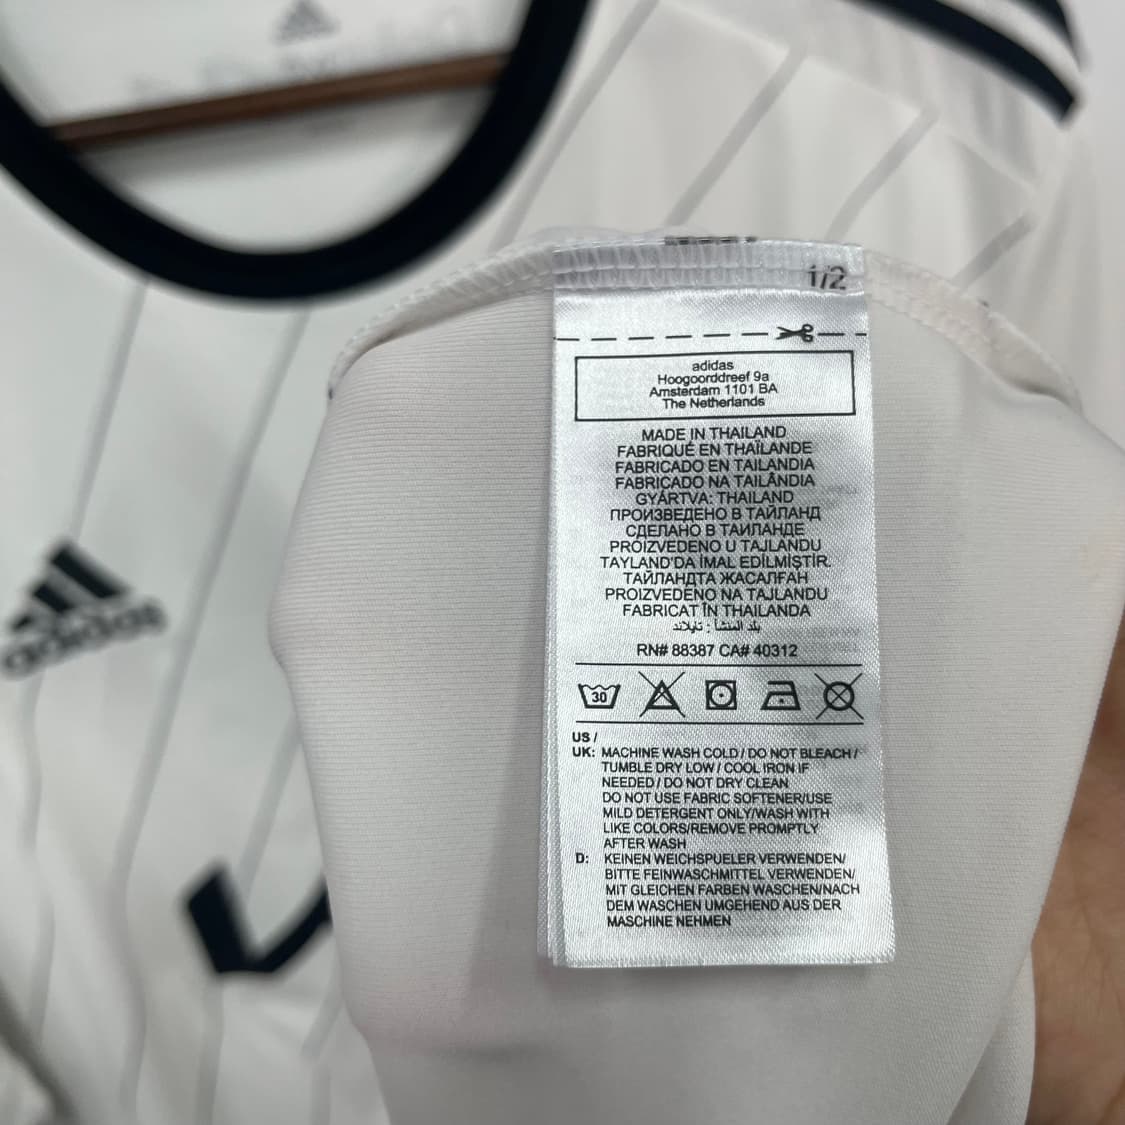 1/2
adidas
Hoogoorddreef 9a
Amsterdam 1101 BA
The Netherlands
MADE IN THAILAND
FABRIQUÉ EN THAÏLANDE
FABRICADO EN TAILANDIA
FABRICADO NA TAILÂNDIA
GYÁRTVA: THAILAND
ПРОИЗВЕДЕНО В ТАЙЛАНД
СДЕЛАНО В ТАИЛАНДЕ
PROIZVEDENO U TAJLANDU
TAYLAND'DA İMAL EDİLMİŞTİR.
ТАЙЛАНДТА ЖАСАЛҒАН
PROIZVEDENO NA TAJLANDU
FABRICAT ÎN THAILANDA
بلد المنشأ : تايلاند
RN# 88387 CA# 40312
30
US /
UK: MACHINE WASH COLD / DO NOT BLEACH /
TUMBLE DRY LOW / COOL IRON IF
NEEDED / DO NOT DRY CLEAN
DO NOT USE FABRIC SOFTENER/USE
MILD DETERGENT ONLY/WASH WITH
LIKE COLORS/REMOVE PROMPTLY
AFTER WASH
D: KEINEN WEICHSPUELER VERWENDEN/
BITTE FEINWASCHMITTEL VERWENDEN/
MIT GLEICHEN FARBEN WASCHEN/NACH
DEM WASCHEN UMGEHEND AUS DER
MASCHINE NEHMEN
adidas